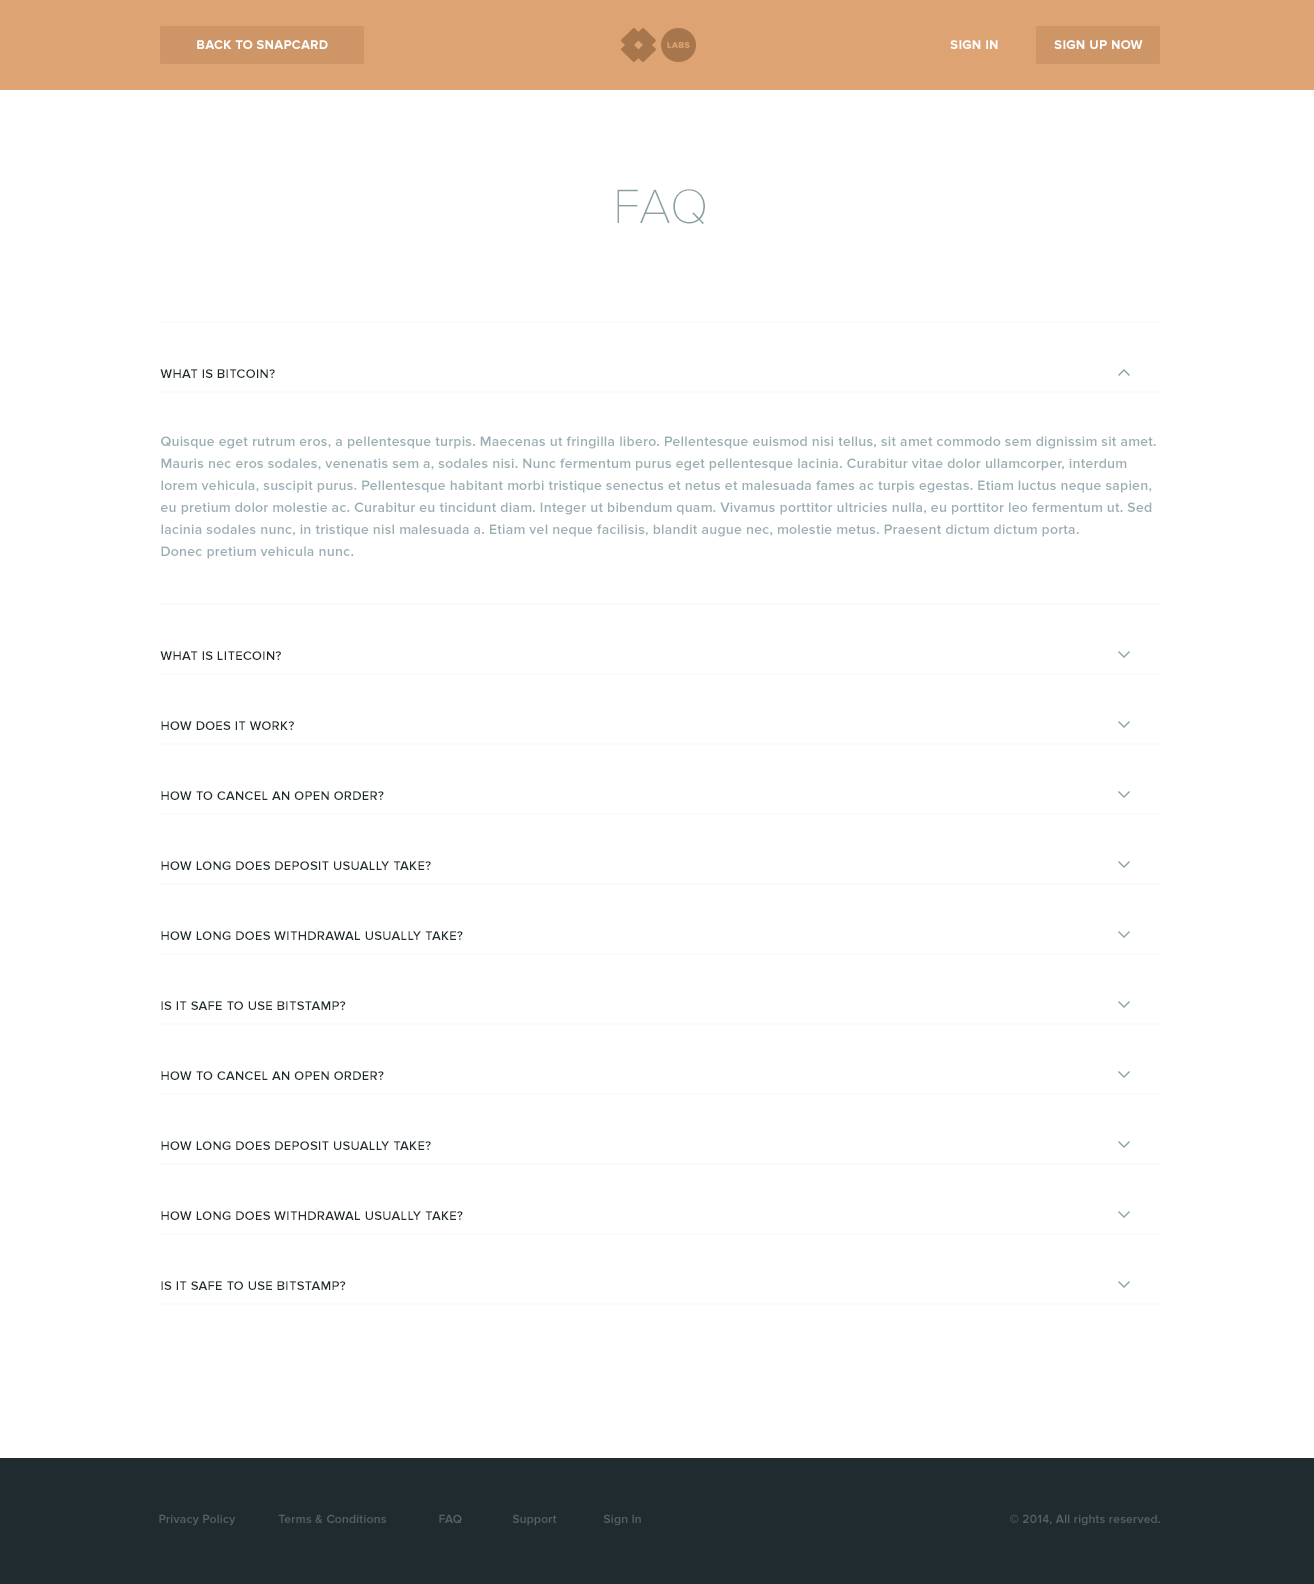 BACK TO SNAPCARD
LABS
SIGN IN
SIGN UP NOW
FAQ
WHAT IS BITCOIN?
Quisque eget rutrum eros, a pellentesque turpis. Maecenas ut fringilla libero. Pellentesque euismod nisi tellus, sit amet commodo sem dignissim sit amet.
Mauris nec eros sodales, venenatis sem a, sodales nisi. Nunc fermentum purus eget pellentesque lacinia. Curabitur vitae dolor ullamcorper, interdum
lorem vehicula, suscipit purus. Pellentesque habitant morbi tristique senectus et netus et malesuada fames ac turpis egestas. Etiam luctus neque sapien,
eu pretium dolor molestie ac. Curabitur eu tincidunt diam. Integer ut bibendum quam. Vivamus porttitor ultricies nulla, eu porttitor leo fermentum ut. Sed
lacinia sodales nunc, in tristique nisl malesuada a. Etiam vel neque facilisis, blandit augue nec, molestie metus. Praesent dictum dictum porta.
Donec pretium vehicula nunc.
WHAT IS LITECOIN?
HOW DOES IT WORK?
HOW TO CANCEL AN OPEN ORDER?
HOW LONG DOES DEPOSIT USUALLY TAKE?
HOW LONG DOES WITHDRAWAL USUALLY TAKE?
IS IT SAFE TO USE BITSTAMP?
HOW TO CANCEL AN OPEN ORDER?
HOW LONG DOES DEPOSIT USUALLY TAKE?
HOW LONG DOES WITHDRAWAL USUALLY TAKE?
IS IT SAFE TO USE BITSTAMP?
Privacy Policy
Terms & Conditions
FAQ
Support
Sign In
© 2014, All rights reserved.